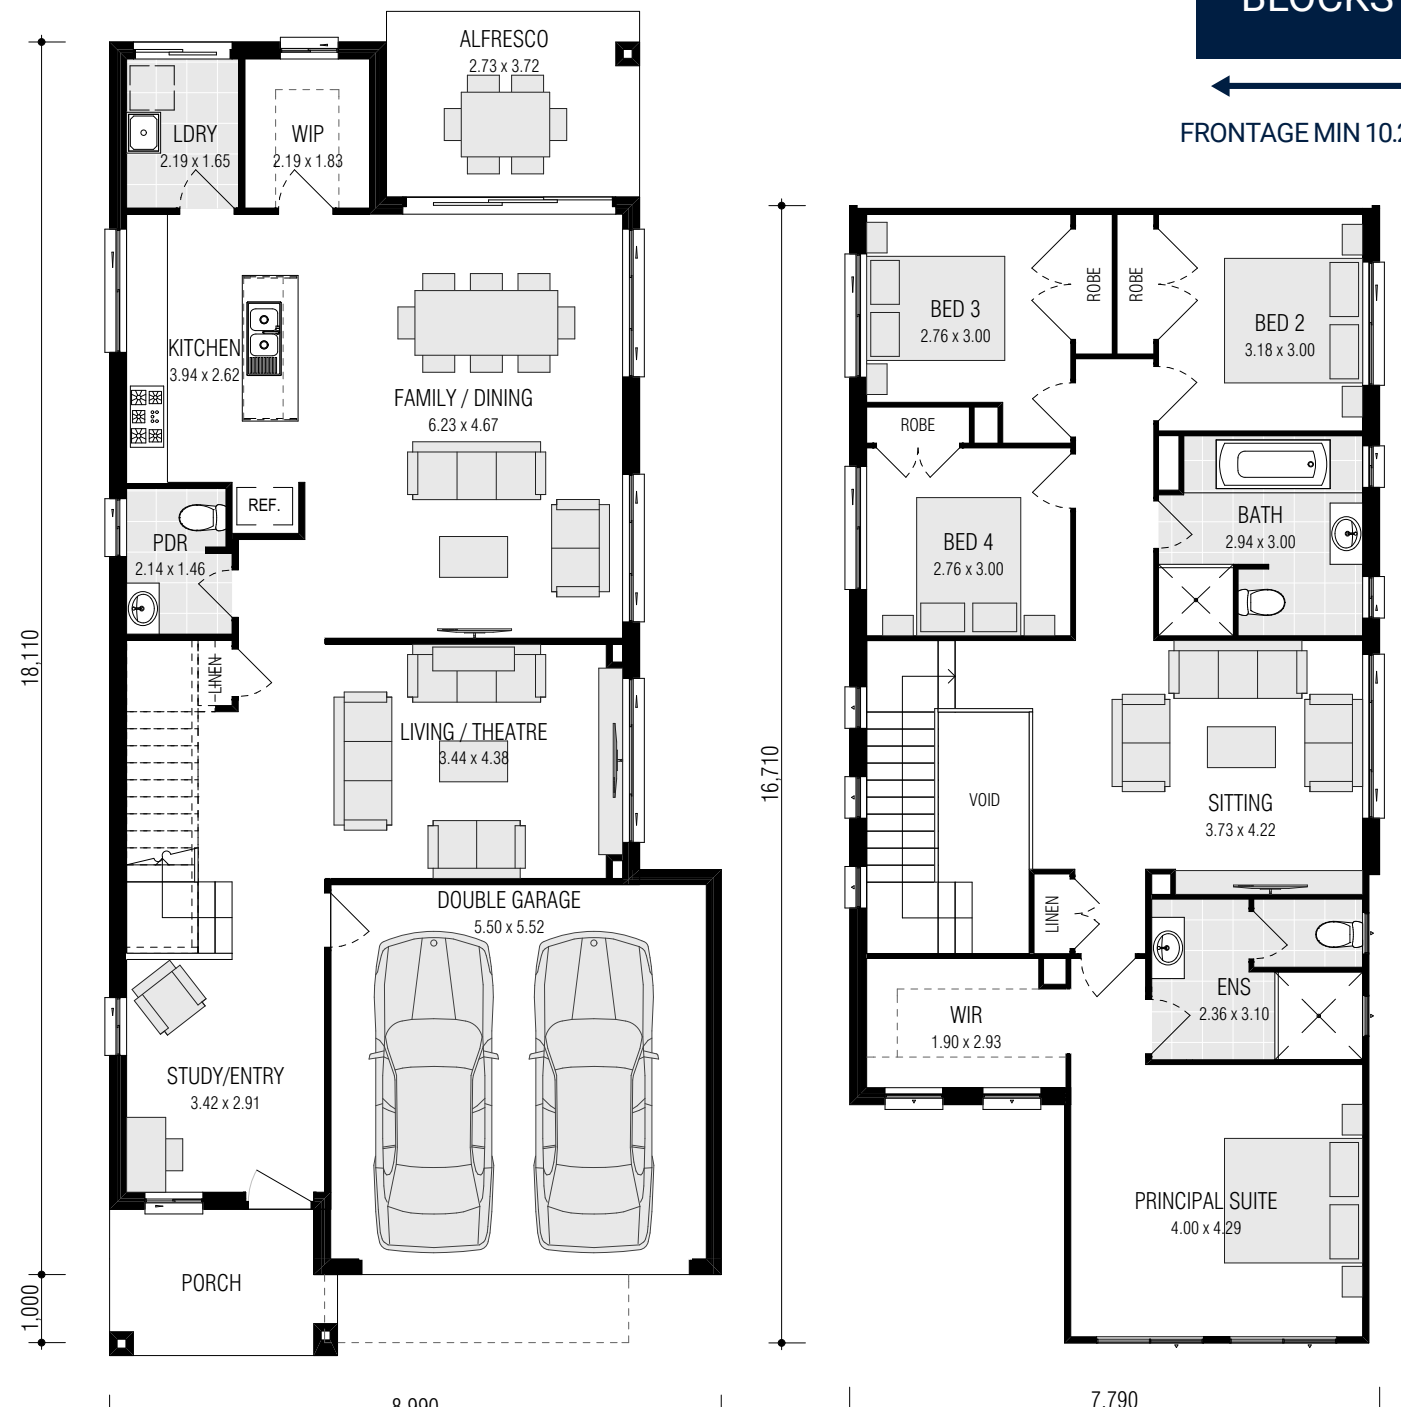 BLOCKS
FRONTAGE MIN 10.2
ALFRESCO
2.73 x 3.72
LDRY
2.19 x 1.65
WIP
2.19 x 1.83
KITCHEN
3.94 x 2.62
FAMILY / DINING
6.23 x 4.67
REF.
PDR
2.14 x 1.46
LINEN
LIVING / THEATRE
3.44 x 4.38
DOUBLE GARAGE
5.50 x 5.52
STUDY/ENTRY
3.42 x 2.91
PORCH
18,110
1,000
8,990
BED 3
2.76 x 3.00
ROBE
ROBE
BED 2
3.18 x 3.00
ROBE
BED 4
2.76 x 3.00
BATH
2.94 x 3.00
VOID
SITTING
3.73 x 4.22
LINEN
WIR
1.90 x 2.93
ENS
2.36 x 3.10
PRINCIPAL SUITE
4.00 x 4.29
16,710
7,790